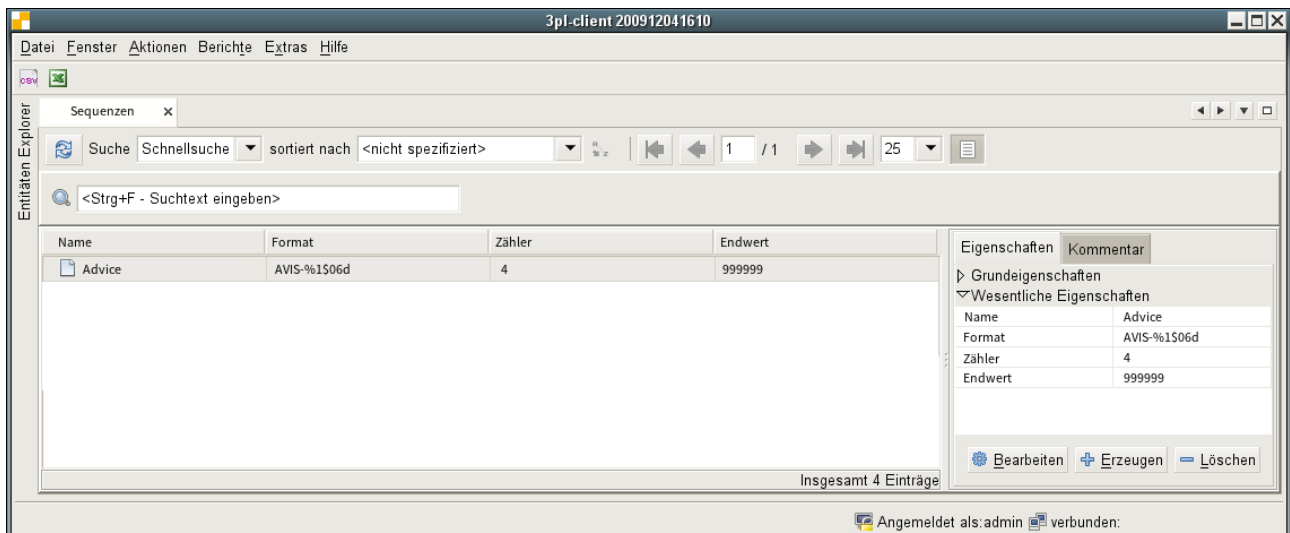 3pl-client 200912041610
Datei Fenster Aktionen Berichte Extras Hilfe
csv
Entitäten Explorer
Sequenzen
Suche Schnellsuche sortiert nach <nicht spezifiziert> 1 / 1 25
<Strg+F - Suchtext eingeben>
Name Format Zähler Endwert
Advice AVIS-%1$06d 4 999999
Insgesamt 4 Einträge
Eigenschaften Kommentar
Grundeigenschaften
Wesentliche Eigenschaften
Name Advice
Format AVIS-%1$06d
Zähler 4
Endwert 999999
Bearbeiten Erzeugen Löschen
Angemeldet als:admin verbunden: